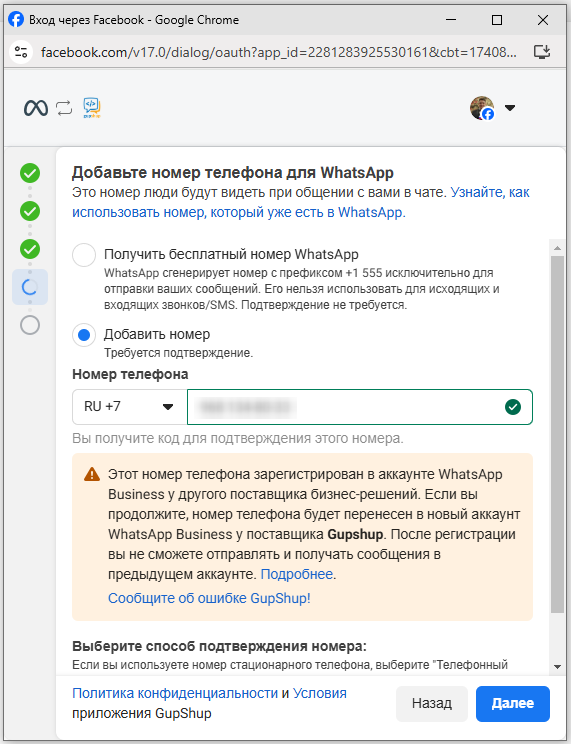 Вход через Facebook - Google Chrome
facebook.com/v17.0/dialog/oauth?app_id=2281283925530161&cbt=17408...
Добавьте номер телефона для WhatsApp
Это номер люди будут видеть при общении с вами в чате. Узнайте, как
использовать номер, который уже есть в WhatsApp.
Получить бесплатный номер WhatsApp
WhatsApp сгенерирует номер с префиксом +1 555 исключительно для
отправки ваших сообщений. Его нельзя использовать для исходящих и
входящих звонков/SMS. Подтверждение не требуется.
Добавить номер
Требуется подтверждение.
Номер телефона
RU +7
Вы получите код для подтверждения этого номера.
Этот номер телефона зарегистрирован в аккаунте WhatsApp
Business у другого поставщика бизнес-решений. Если вы
продолжите, номер телефона будет перенесен в новый аккаунт
WhatsApp Business у поставщика Gupshup. После регистрации
вы не сможете отправлять и получать сообщения в
предыдущем аккаунте. Подробнее.
Сообщите об ошибке GupShup!
Выберите способ подтверждения номера:
Если вы используете номер стационарного телефона, выберите "Телефонный
Политика конфиденциальности и Условия
приложения GupShup
Назад
Далее